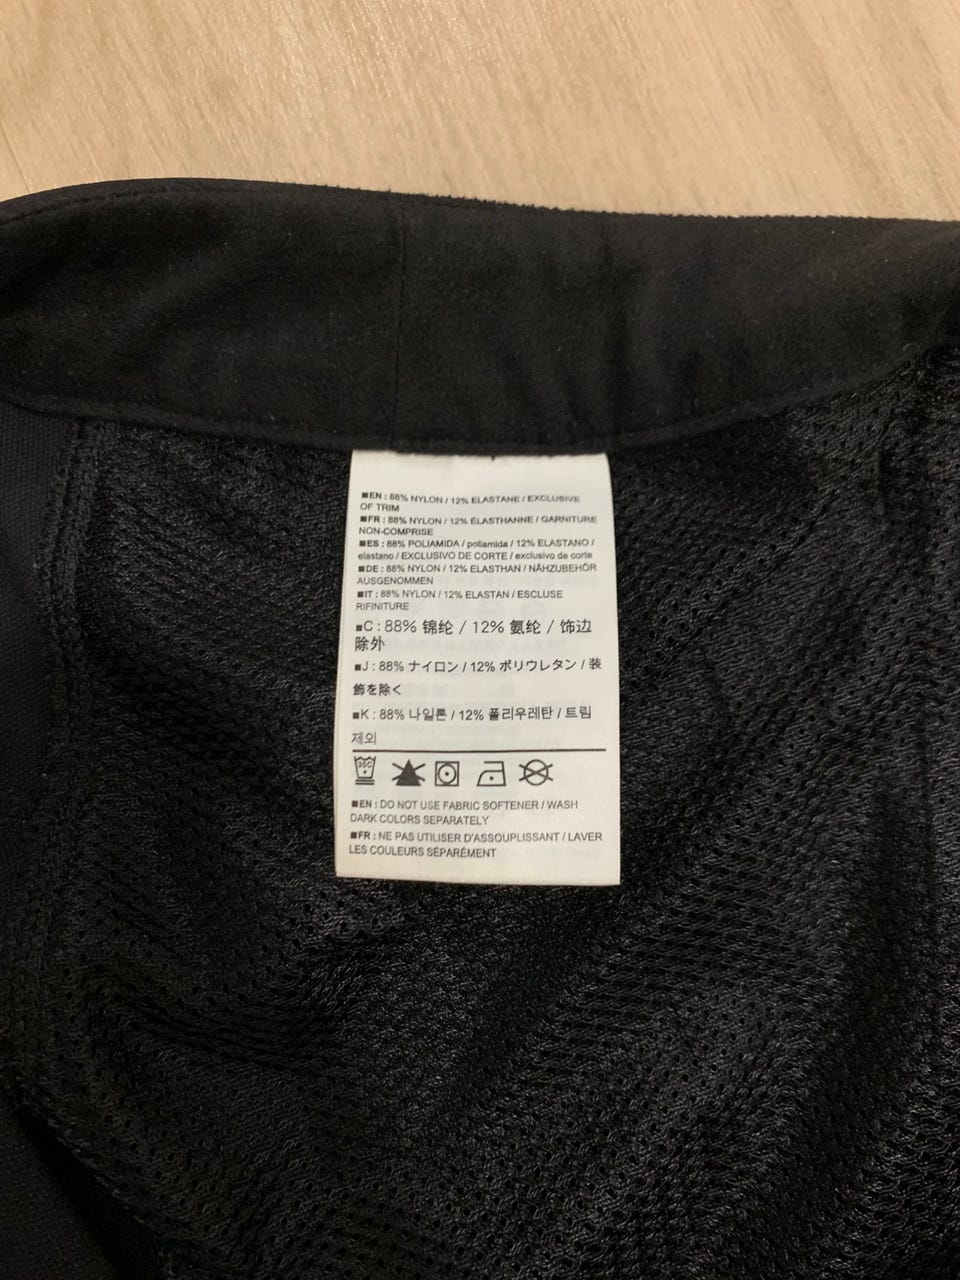 ■EN : 88% NYLON / 12% ELASTANE / EXCLUSIVE
OF TRIM
■FR : 88% NYLON / 12% ÉLASTHANNE / GARNITURE
NON-COMPRISE
■ES : 88% POLIAMIDA / poliamida / 12% ELASTANO /
elastano / EXCLUSIVO DE CORTE / exclusivo de corte
■DE : 88% NYLON / 12% ELASTHAN / NÄHZUBEHÖR
AUSGENOMMEN
■IT : 88% NYLON / 12% ELASTAN / ESCLUSE
RIFINITURE
■C : 88% 锦纶 / 12% 氨纶 / 饰边
除外
■J : 88% ナイロン / 12% ポリウレタン / 装
飾を除く
■K : 88% 나일론 / 12% 폴리우레탄 / 트림
제외
■EN : DO NOT USE FABRIC SOFTENER / WASH
DARK COLORS SEPARATELY
■FR : NE PAS UTILISER D'ASSOUPLISSANT / LAVER
LES COULEURS SÉPARÉMENT